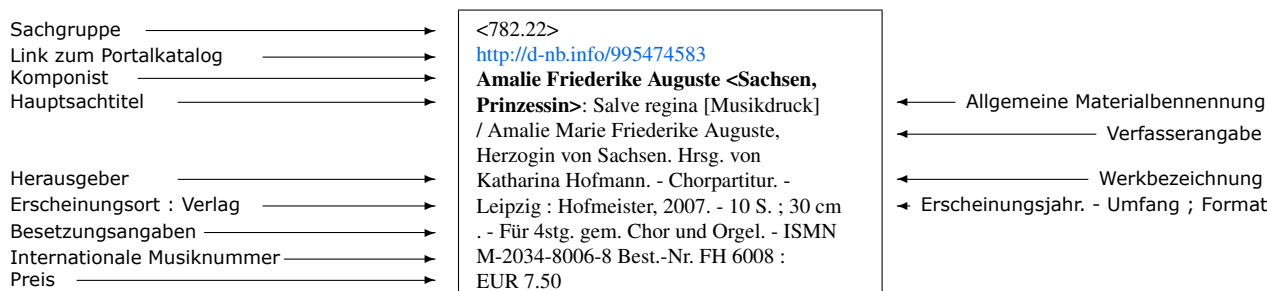 Sachgruppe
Link zum Portalkatalog
Komponist
Hauptsachtitel
Herausgeber
Erscheinungsort : Verlag
Besetzungsangaben
Internationale Musiknummer
Preis
<782.22>
http://d-nb.info/995474583
Amalie Friederike Auguste <Sachsen,
Prinzessin>: Salve regina [Musikdruck]
/ Amalie Marie Friederike Auguste,
Herzogin von Sachsen. Hrsg. von
Katharina Hofmann. - Chorpartitur. -
Leipzig : Hofmeister, 2007. - 10 S. ; 30 cm
. - Für 4stg. gem. Chor und Orgel. - ISMN
M-2034-8006-8 Best.-Nr. FH 6008 :
EUR 7.50
Allgemeine Materialbennennung
Verfasserangabe
Werkbezeichnung
Erscheinungsjahr. - Umfang ; Format